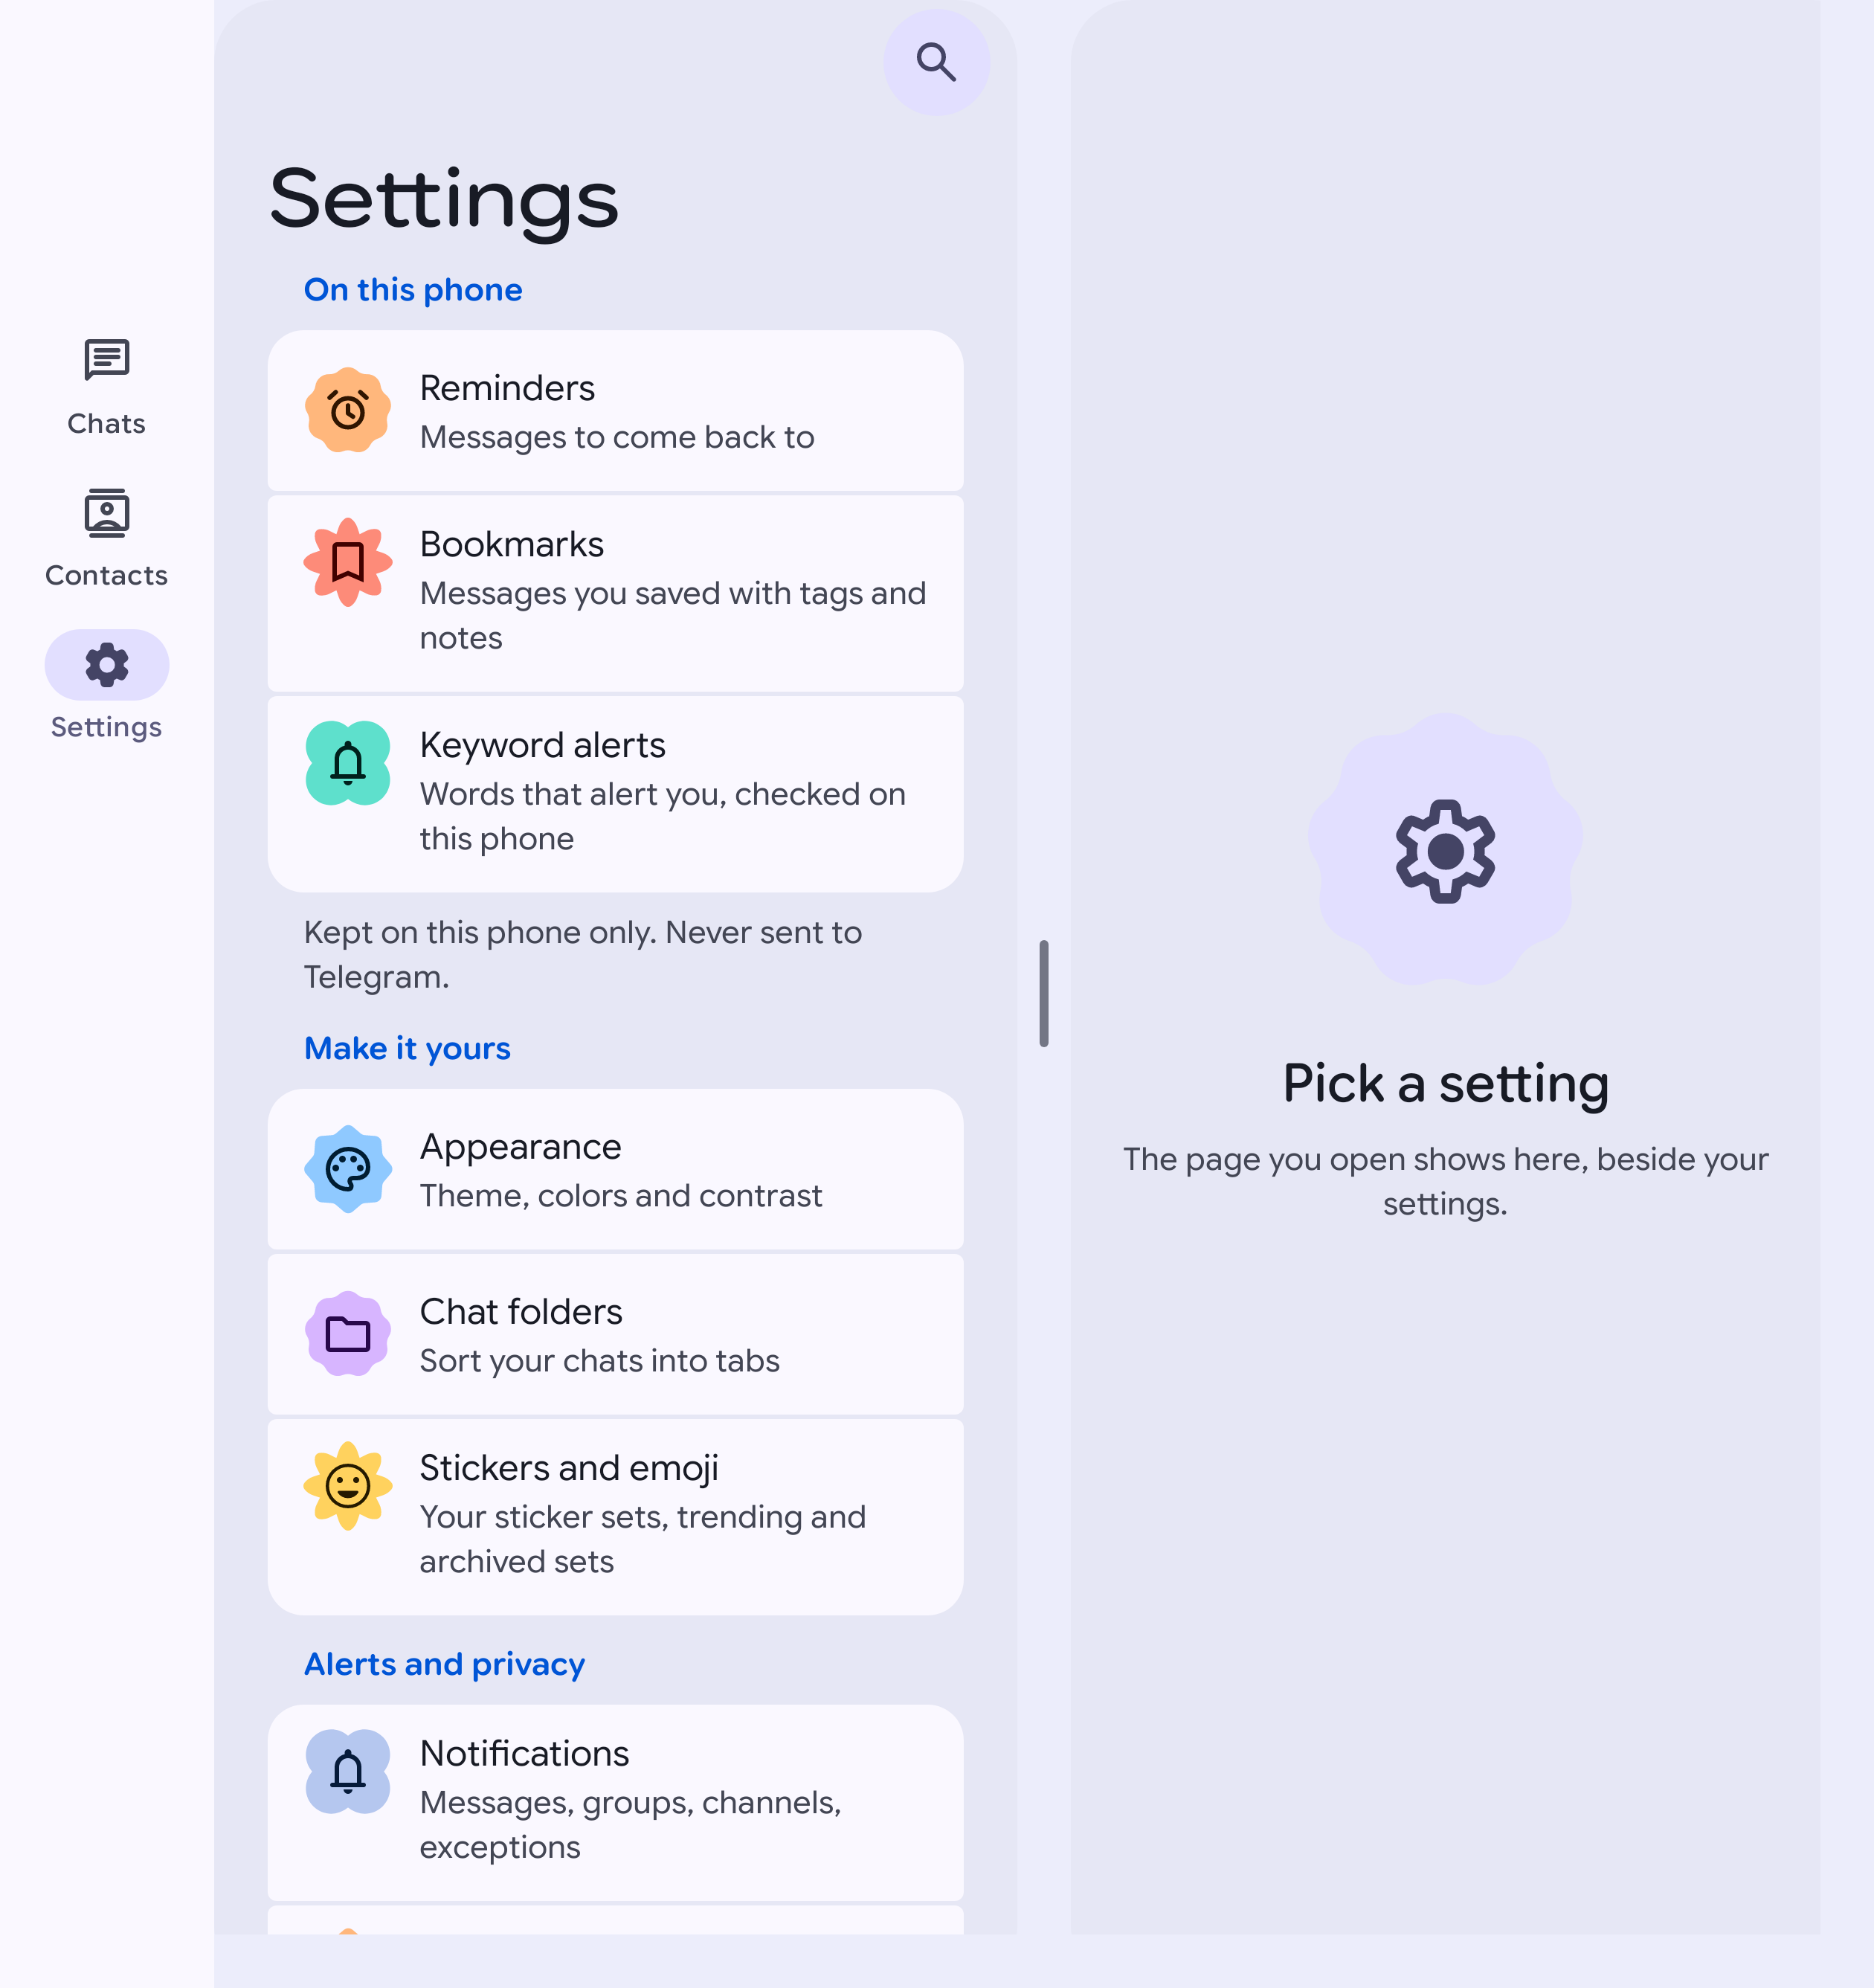 Chats
Contacts
Settings
Settings
On this phone
Reminders
Messages to come back to
Bookmarks
Messages you saved with tags and
notes
Keyword alerts
Words that alert you, checked on
this phone
Kept on this phone only. Never sent to
Telegram.
Make it yours
Appearance
Theme, colors and contrast
Chat folders
Sort your chats into tabs
Stickers and emoji
Your sticker sets, trending and
archived sets
Alerts and privacy
Notifications
Messages, groups, channels,
exceptions
Pick a setting
The page you open shows here, beside your
settings.